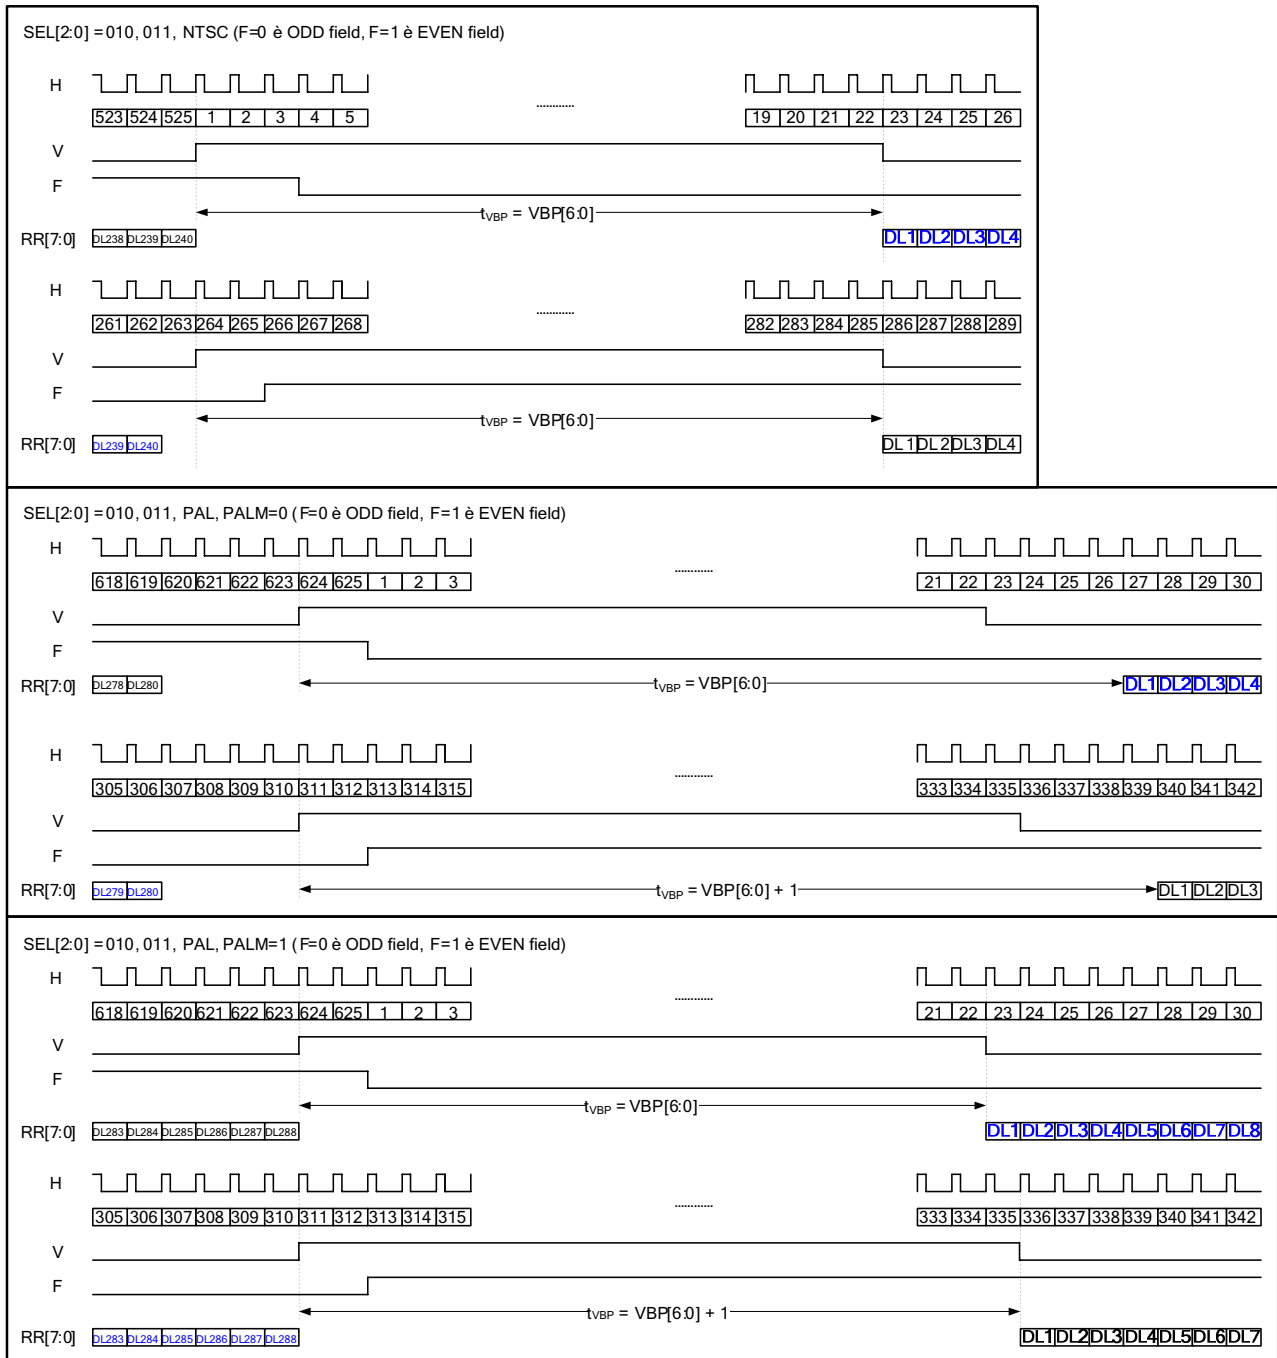 SEL[2:0] = 010, 011, NTSC (F=0 è ODD field, F=1 è EVEN field)
H
523 524 525 1 2 3 4 5 ............ 19 20 21 22 23 24 25 26
V
F
tVBP = VBP[6:0]
RR[7:0] DL238 DL239 DL240 DL1 DL2 DL3 DL4
H
261 262 263 264 265 266 267 268 ............ 282 283 284 285 286 287 288 289
V
F
tVBP = VBP[6:0]
RR[7:0] DL239 DL240 DL1 DL2 DL3 DL4
SEL[2:0] = 010, 011, PAL, PALM=0 (F=0 è ODD field, F=1 è EVEN field)
H
618 619 620 621 622 623 624 625 1 2 3 ............ 21 22 23 24 25 26 27 28 29 30
V
F
RR[7:0] DL278 DL280 tVBP = VBP[6:0] DL1 DL2 DL3 DL4
H
305 306 307 308 309 310 311 312 313 314 315 ............ 333 334 335 336 337 338 339 340 341 342
V
F
RR[7:0] DL279 DL280 tVBP = VBP[6:0] + 1 DL1 DL2 DL3
SEL[2:0] = 010, 011, PAL, PALM=1 (F=0 è ODD field, F=1 è EVEN field)
H
618 619 620 621 622 623 624 625 1 2 3 ............ 21 22 23 24 25 26 27 28 29 30
V
F
tVBP = VBP[6:0]
RR[7:0] DL283 DL284 DL285 DL286 DL287 DL288 DL1 DL2 DL3 DL4 DL5 DL6 DL7 DL8
H
305 306 307 308 309 310 311 312 313 314 315 ............ 333 334 335 336 337 338 339 340 341 342
V
F
tVBP = VBP[6:0] + 1
RR[7:0] DL283 DL284 DL285 DL286 DL287 DL288 DL1 DL2 DL3 DL4 DL5 DL6 DL7